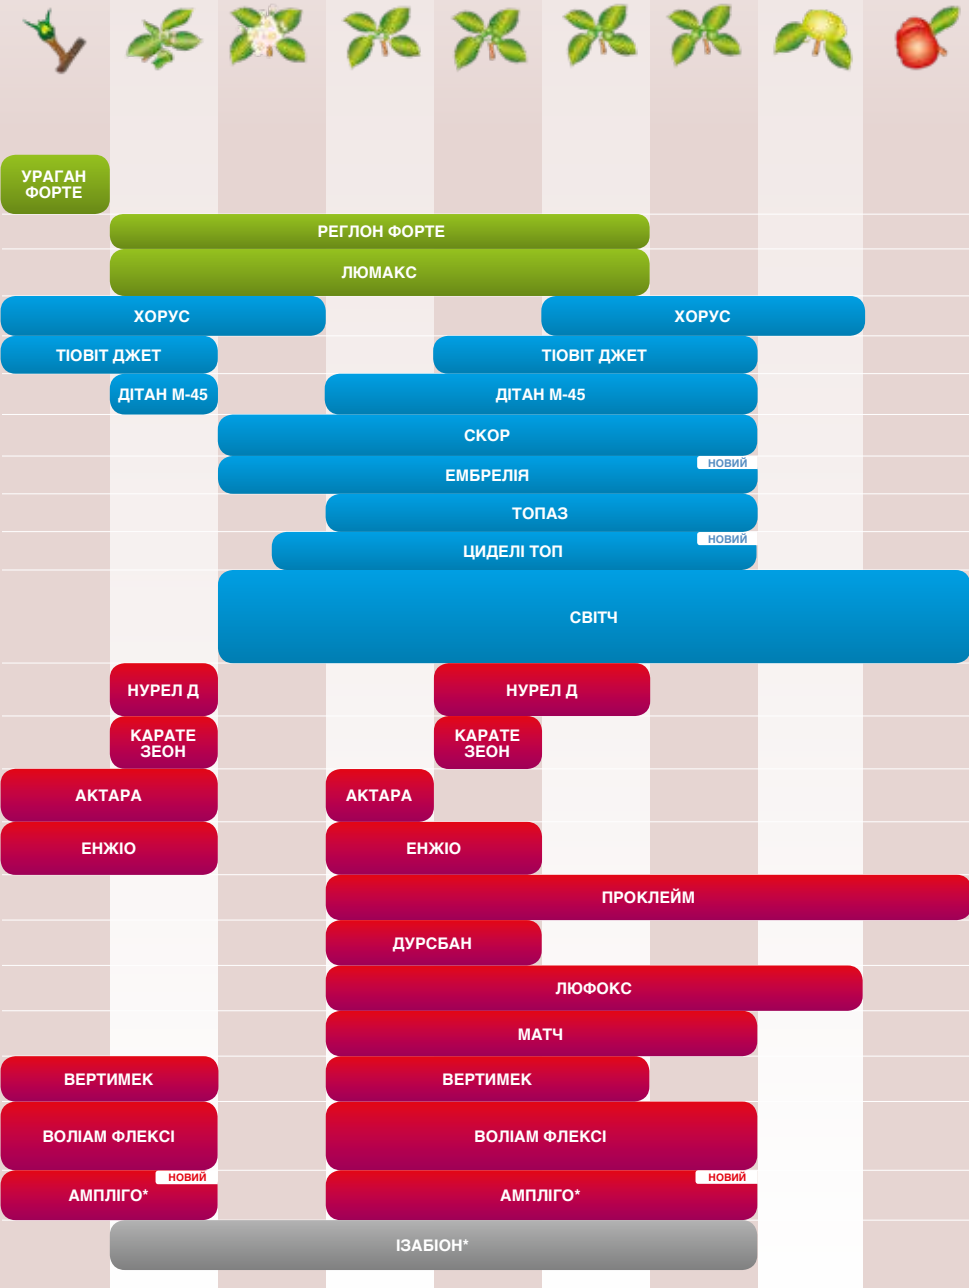 УРАГАН
ФОРТЕ
РЕГЛОН ФОРТЕ
ЛЮМАКС
ХОРУС
ХОРУС
ТІОВІТ ДЖЕТ
ТІОВІТ ДЖЕТ
ДІТАН М-45
ДІТАН М-45
СКОР
НОВИЙ
ЕМБРЕЛІЯ
ТОПАЗ
НОВИЙ
ЦИДЕЛІ ТОП
СВІТЧ
НУРЕЛ Д
НУРЕЛ Д
КАРАТЕ
ЗЕОН
КАРАТЕ
ЗЕОН
АКТАРА
АКТАРА
ЕНЖІО
ЕНЖІО
ПРОКЛЕЙМ
ДУРСБАН
ЛЮФОКС
МАТЧ
ВЕРТИМЕК
ВЕРТИМЕК
ВОЛІАМ ФЛЕКСІ
ВОЛІАМ ФЛЕКСІ
НОВИЙ
АМПЛІГО*
НОВИЙ
АМПЛІГО*
ІЗАБІОН*